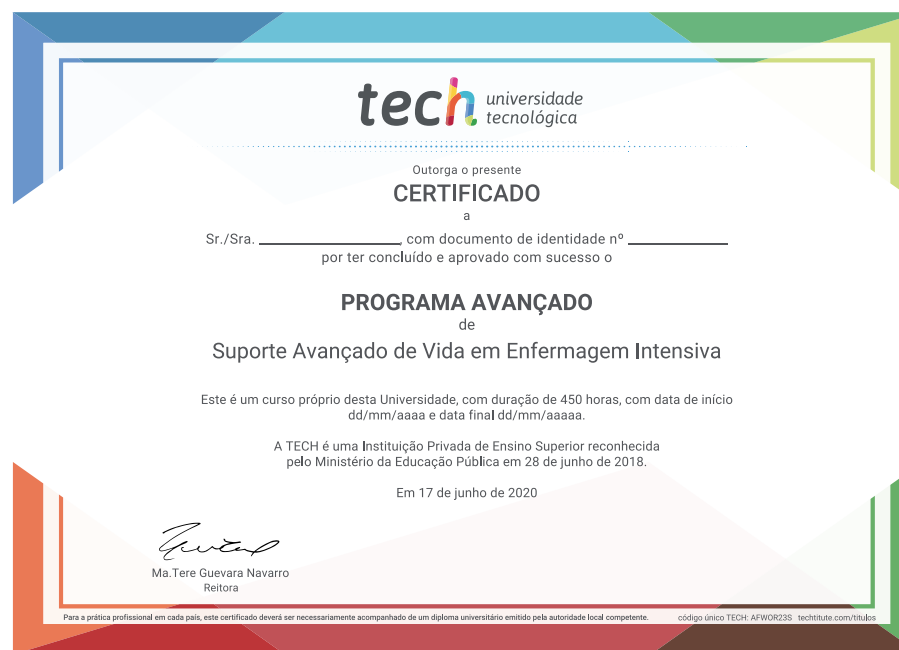 tech universidade
tecnológica
Outorga o presente
CERTIFICADO
a
Sr./Sra. ____________, com documento de identidade nº ____________
por ter concluído e aprovado com sucesso o
PROGRAMA AVANÇADO
de
Suporte Avançado de Vida em Enfermagem Intensiva
Este é um curso próprio desta Universidade, com duração de 450 horas, com data de início
dd/mm/aaaa e data final dd/mm/aaaaa.
A TECH é uma Instituição Privada de Ensino Superior reconhecida
pelo Ministério da Educação Pública em 28 de junho de 2018.
Em 17 de junho de 2020
Ma.Tere Guevara Navarro
Reitora
Para a prática profissional em cada país, este certificado deverá ser necessariamente acompanhado de um diploma universitário emitido pela autoridade local competente. código único TECH: AFWOR23S techtitute.com/titulos